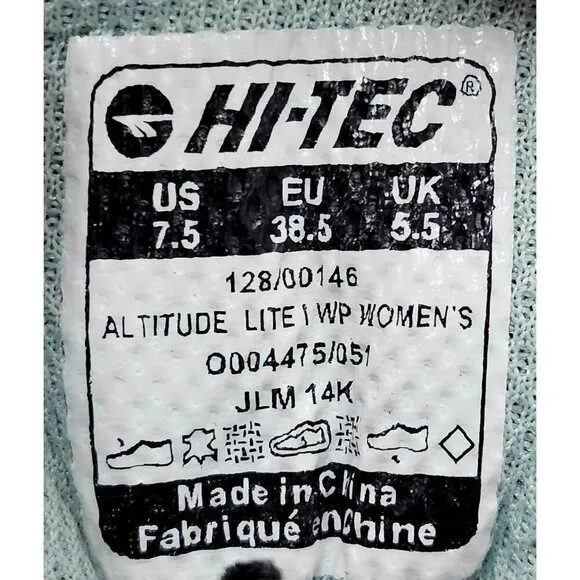 HI-TEC®
US EU UK
7.5 38.5 5.5
128/00146
ALTITUDE LITE I WP WOMEN'S
O004475/051
JLM 14K
Made in China
Fabriqué en Chine